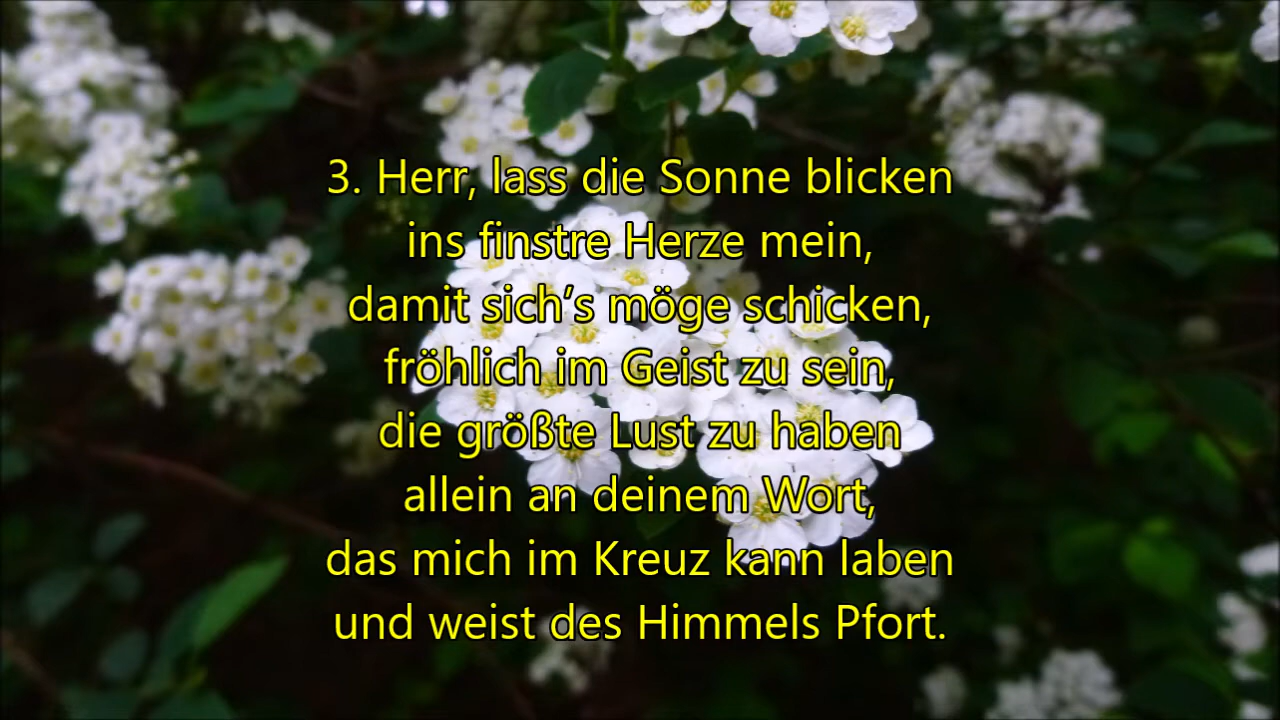 3. Herr, lass die Sonne blicken
ins finstre Herze mein,
damit sich’s möge schicken,
fröhlich im Geist zu sein,
die größte Lust zu haben
allein an deinem Wort,
das mich im Kreuz kann laben
und weist des Himmels Pfort.